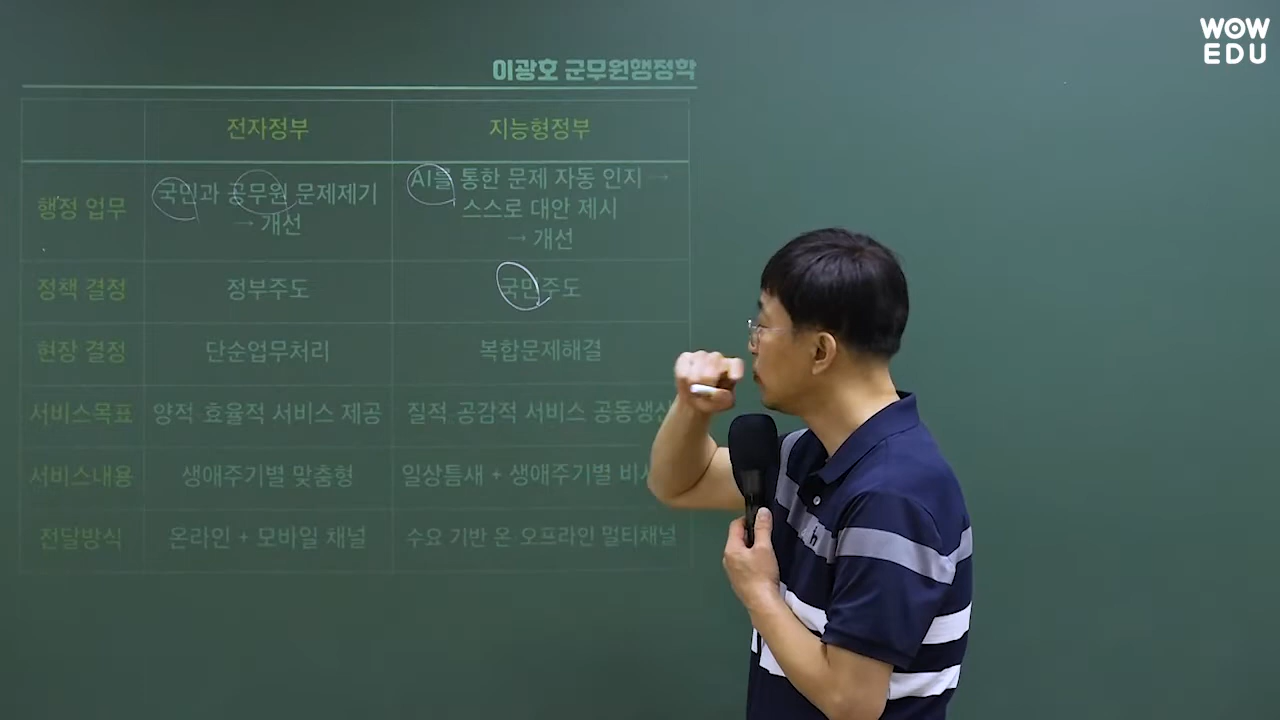 WOW
EDU
이광호 군무원행정학
전자정부 지능형정부
행정 업무 국민과 공무원 문제제기 → 개선 AI를 통한 문제 자동 인지 → 스스로 대안 제시 → 개선
정책 결정 정부주도 국민주도
현장 결정 단순업무처리 복합문제해결
서비스목표 양적 효율적 서비스 제공 질적 공감적 서비스
서비스내용 생애주기별 맞춤형 일상틈새 + 생애주기별
전달방식 온라인 + 모바일 채널 수요 기반 온 오프라인 멀티채널